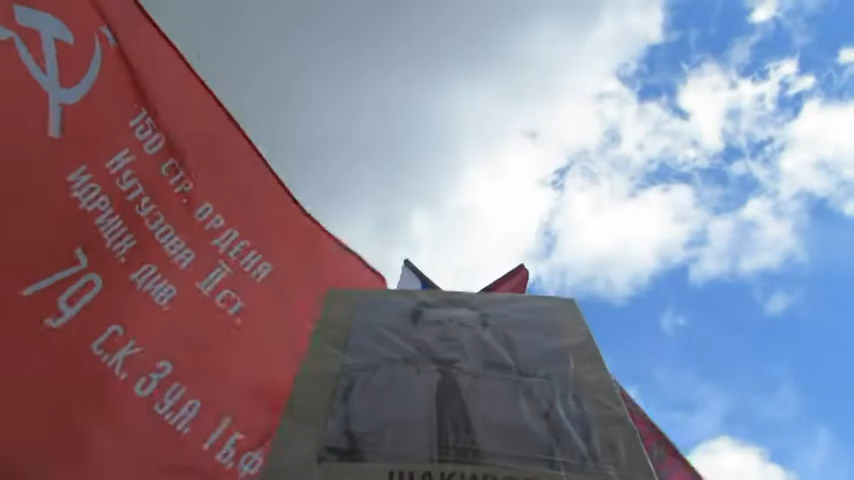 150 СТР. ОРДЕНА
КУТУЗОВА II СТ.
ИДРИЦК. ДИВ.
79 С.К. 3 У.А. 1 Б.Ф